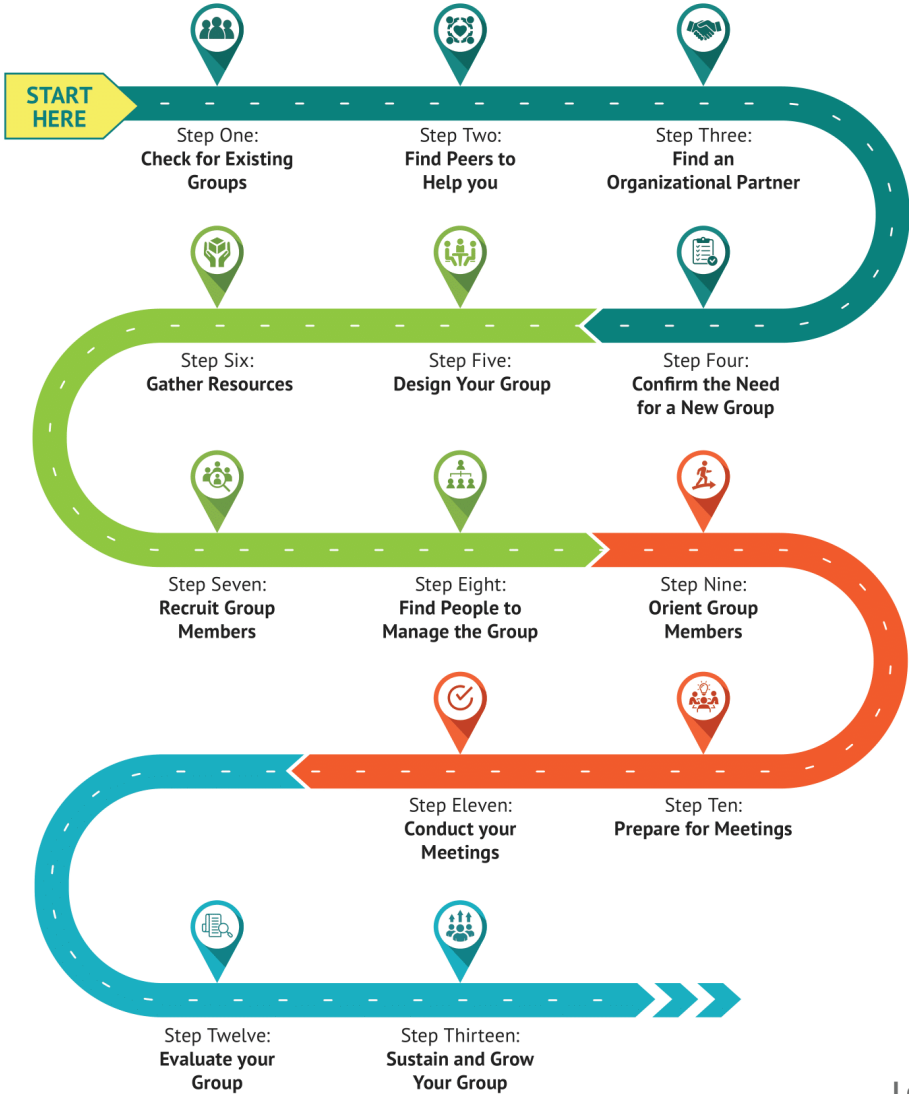 START
HERE
Step One:
Check for Existing
Groups
Step Two:
Find Peers to
Help you
Step Three:
Find an
Organizational Partner
Step Four:
Confirm the Need
for a New Group
Step Five:
Design Your Group
Step Six:
Gather Resources
Step Seven:
Recruit Group
Members
Step Eight:
Find People to
Manage the Group
Step Nine:
Orient Group
Members
Step Ten:
Prepare for Meetings
Step Eleven:
Conduct your
Meetings
Step Twelve:
Evaluate your
Group
Step Thirteen:
Sustain and Grow
Your Group